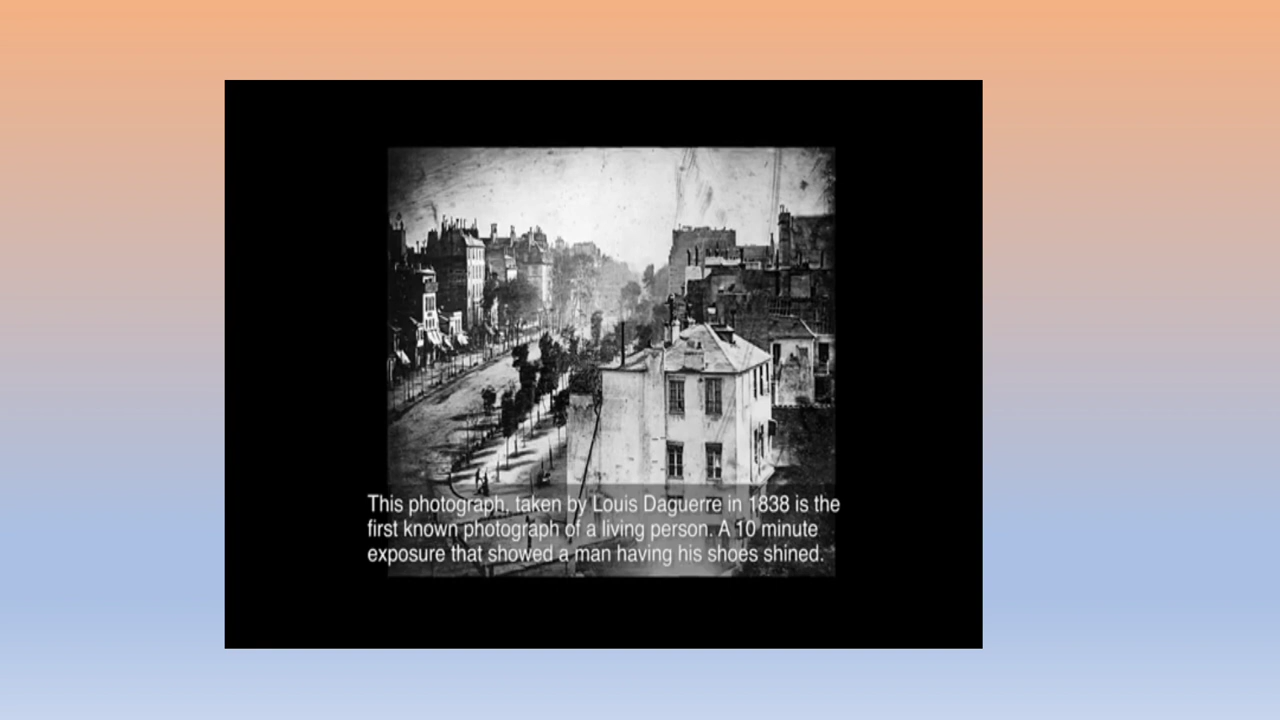 This photograph, taken by Louis Daguerre in 1838 is the
first known photograph of a living person. A 10 minute
exposure that showed a man having his shoes shined.